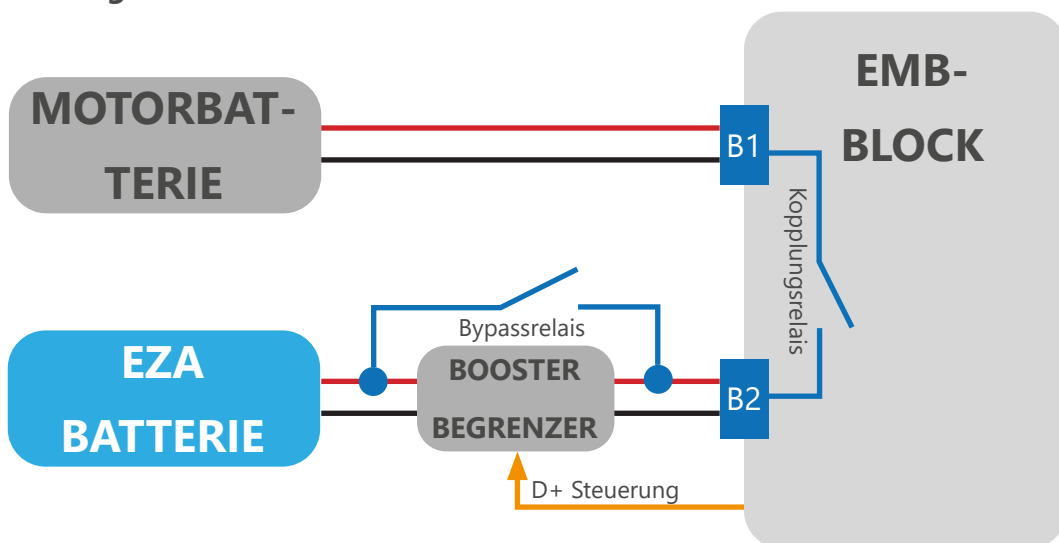 MOTORBAT-
TERIE
EMB-
BLOCK
B1
Kopplungsrelais
Bypassrelais
EZA
BATTERIE
BOOSTER
BEGRENZER
B2
D+ Steuerung